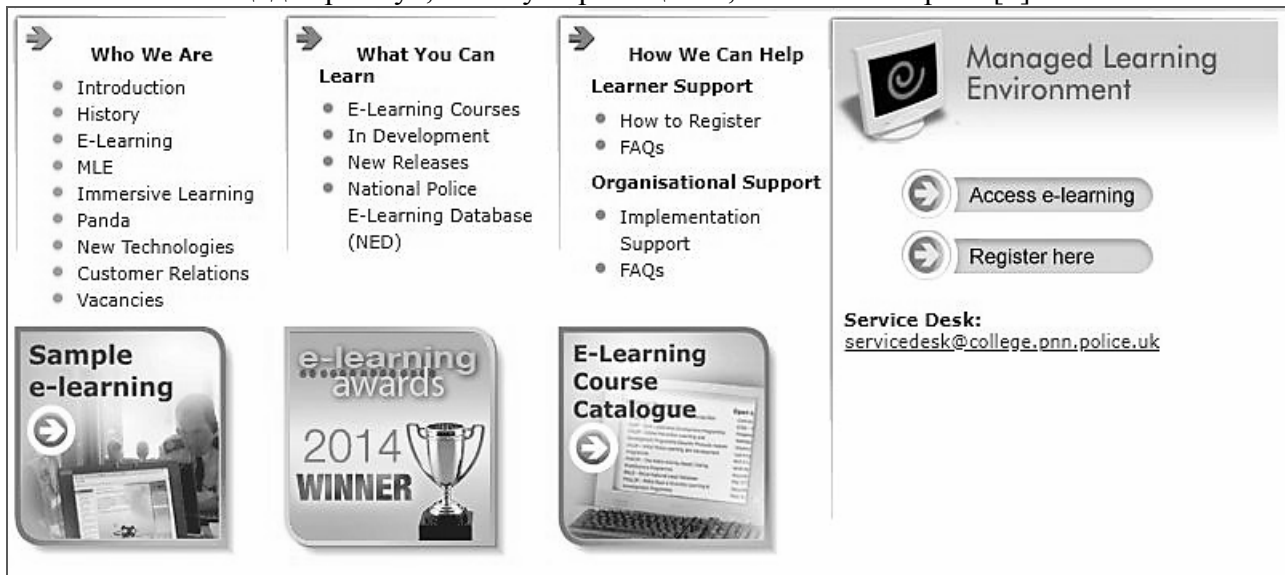 Who We Are
Introduction
History
E-Learning
MLE
Immersive Learning
Panda
New Technologies
Customer Relations
Vacancies
What You Can
Learn
E-Learning Courses
In Development
New Releases
National Police
E-Learning Database
(NED)
How We Can Help
Learner Support
How to Register
FAQs
Organisational Support
Implementation
Support
FAQs
Managed Learning
Environment
Access e-learning
Register here
Service Desk:
servicedesk@college.pnn.police.uk
Sample
e-learning
e-learning
awards
2014
WINNER
E-Learning
Course
Catalogue